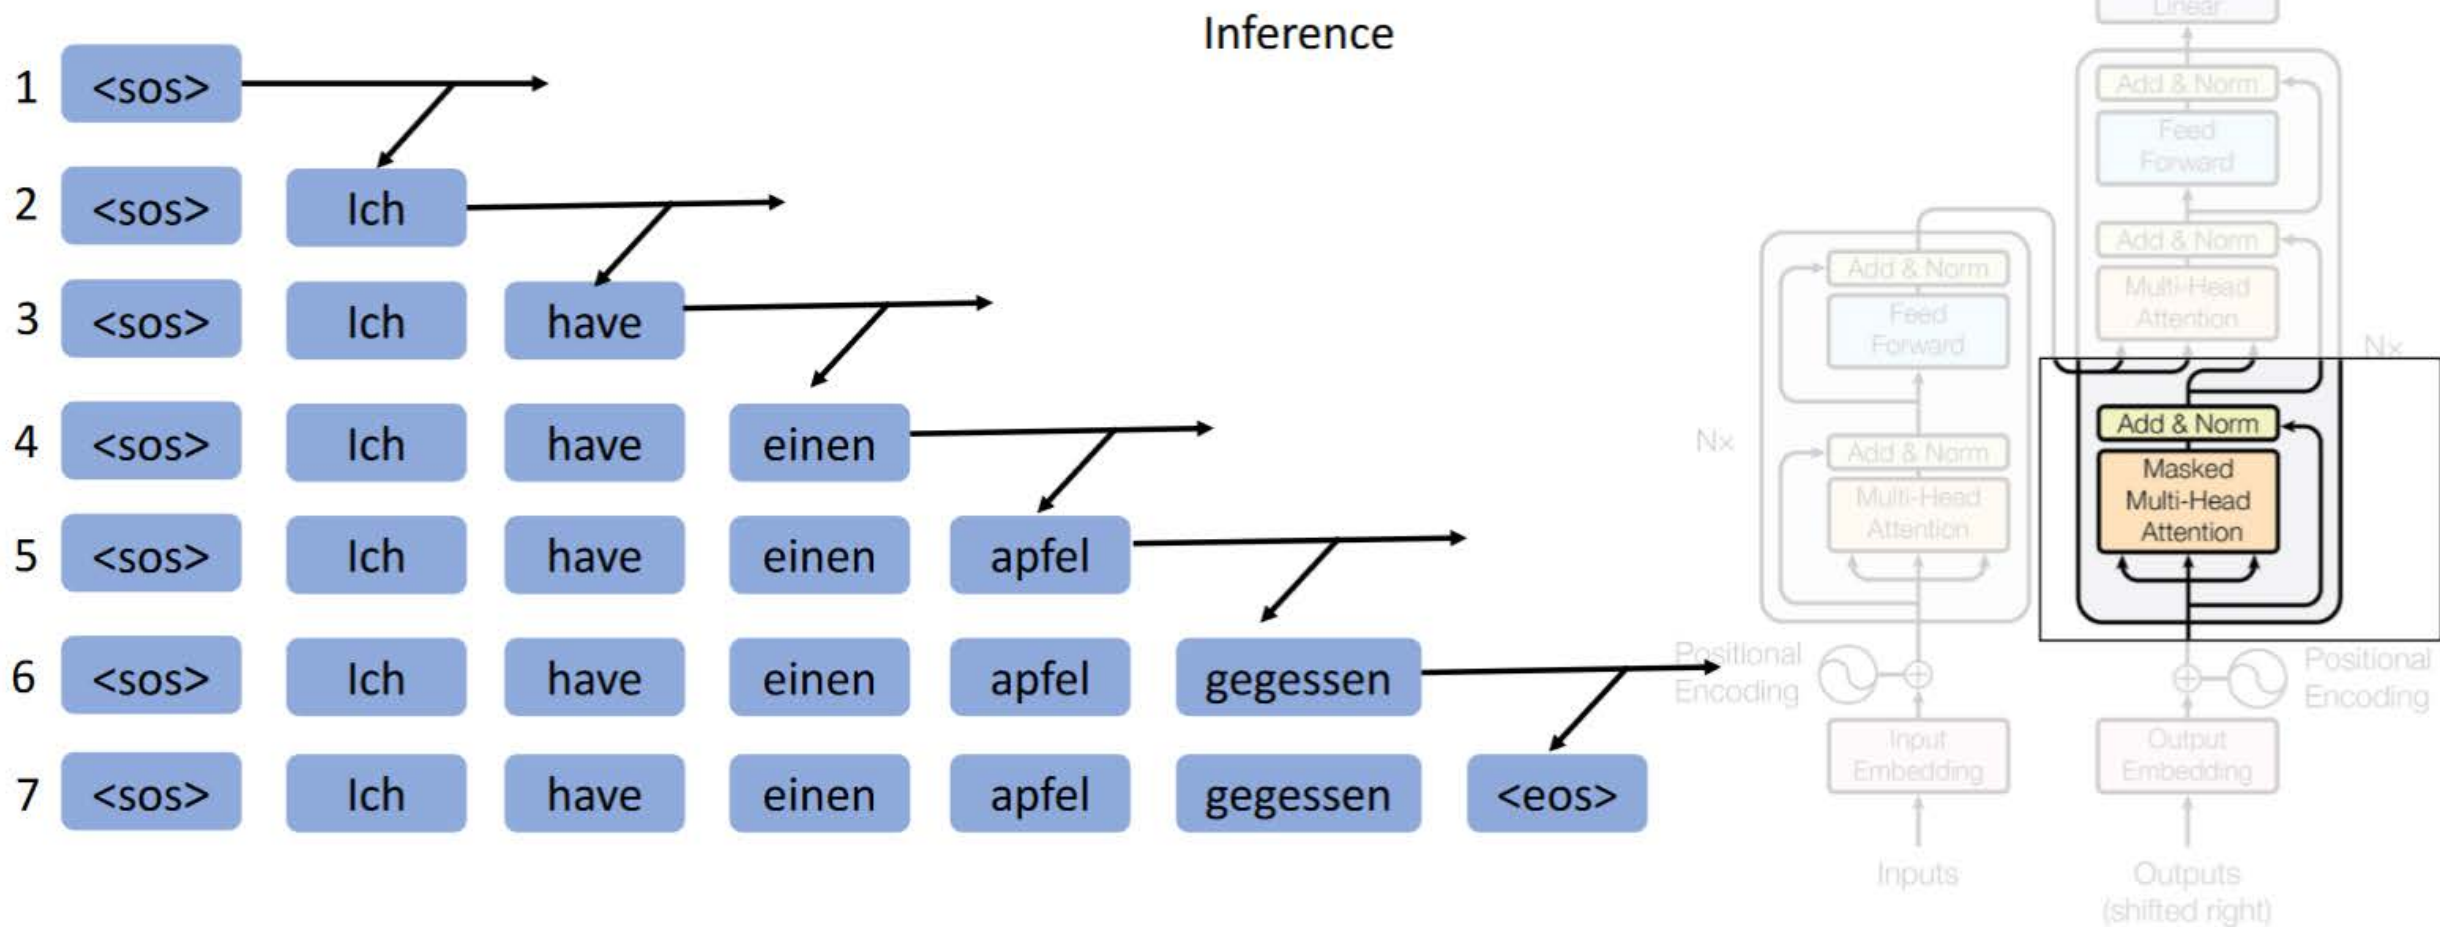 Inference
1 <sos>
2 <sos> Ich
3 <sos> Ich have
4 <sos> Ich have einen
5 <sos> Ich have einen apfel
6 <sos> Ich have einen apfel gegessen
7 <sos> Ich have einen apfel gegessen <eos>
Linear
Add & Norm
Feed
Forward
Add & Norm
Multi-Head
Attention
Nx
Add & Norm
Masked
Multi-Head
Attention
Positional
Encoding
Output
Embedding
Outputs
(shifted right)
Add & Norm
Feed
Forward
Nx
Add & Norm
Multi-Head
Attention
Positional
Encoding
Input
Embedding
Inputs